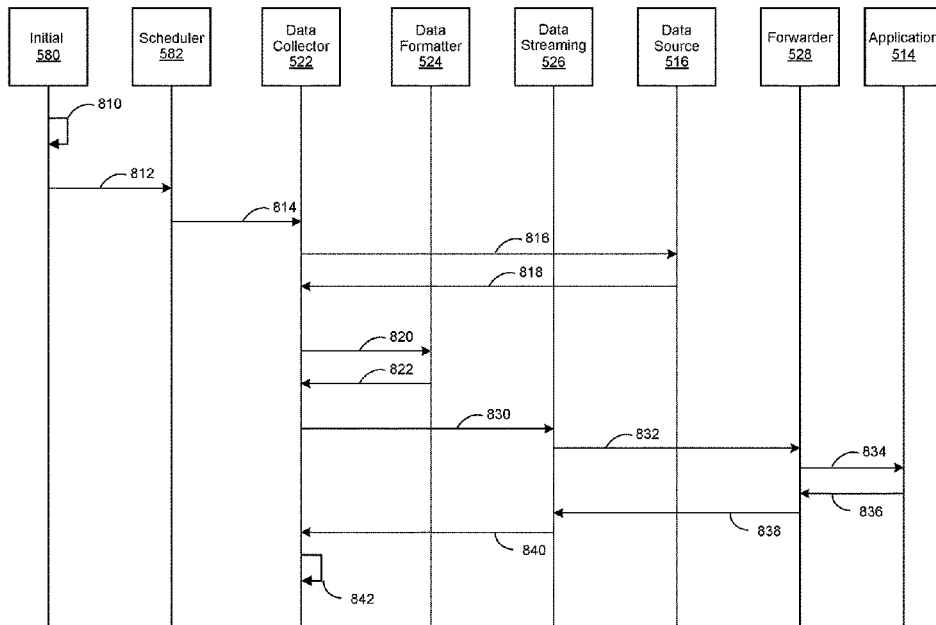 Initial
580
Scheduler
582
Data
Collector
522
Data
Formatter
524
Data
Streaming
526
Data
Source
516
Forwarder
528
Application
514
810
812
814
816
818
820
822
830
832
834
836
838
840
842